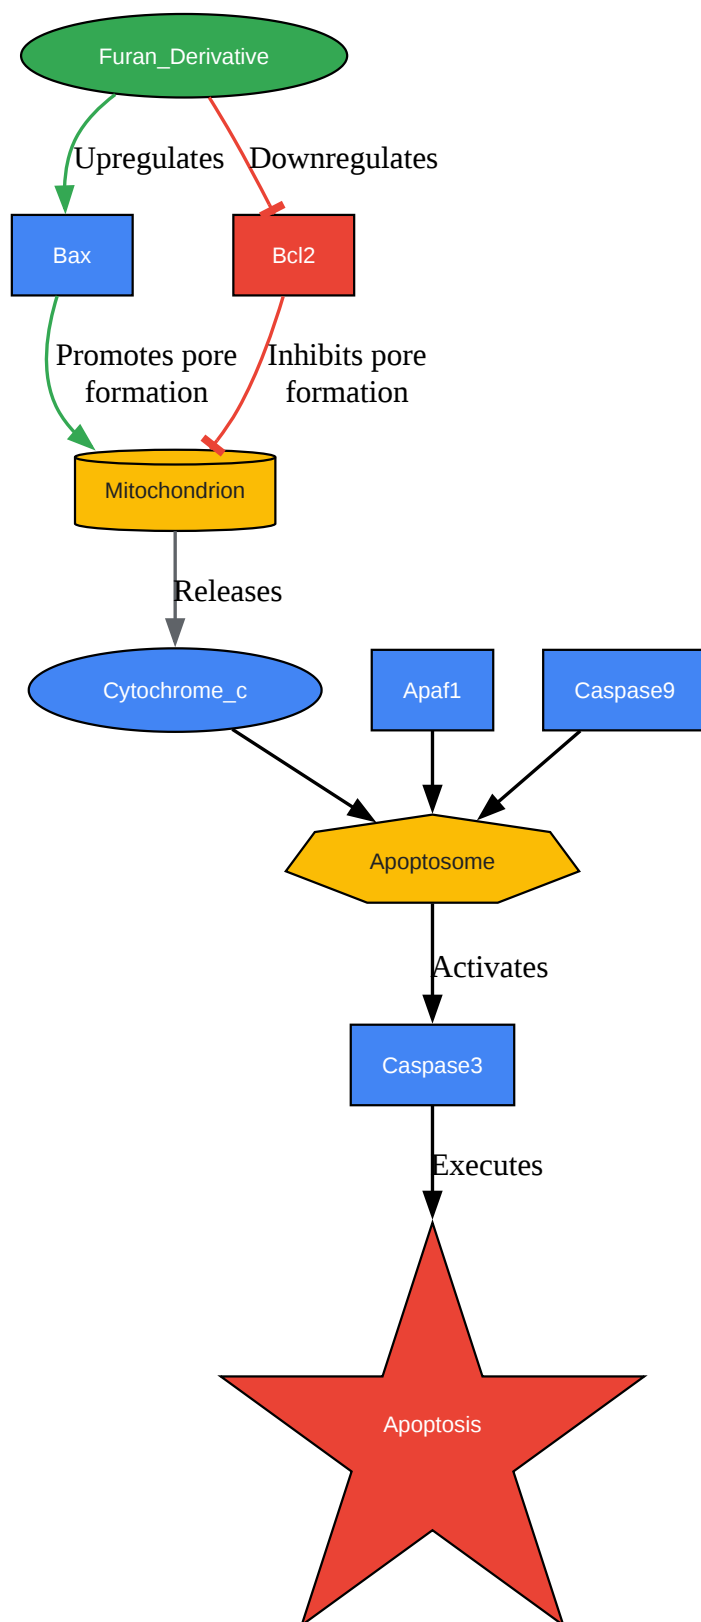 Furan_Derivative
Upregulates
Downregulates
Bax
Bcl2
Promotes pore
formation
Inhibits pore
formation
Mitochondrion
Releases
Cytochrome_c
Apaf1
Caspase9
Apoptosome
Activates
Caspase3
Executes
Apoptosis